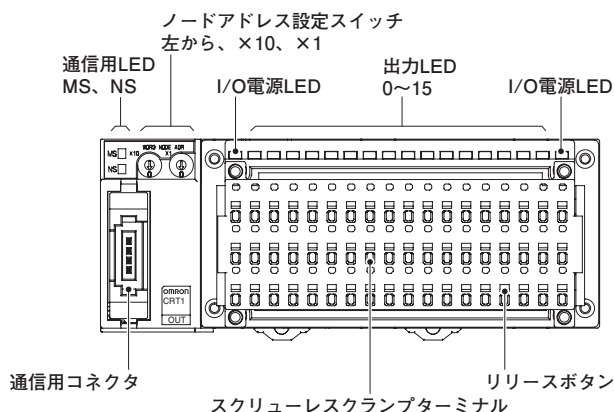 ノードアドレス設定スイッチ
左から、×10、×1
通信用LED
MS、NS
I/O電源LED
出力LED
0～15
I/O電源LED
MS
×10
WORD NODE ADR
×1
NS
0
0
OMRON
CRT1
OUT
通信用コネクタ
リリースボタン
スクリューレスクランプターミナル